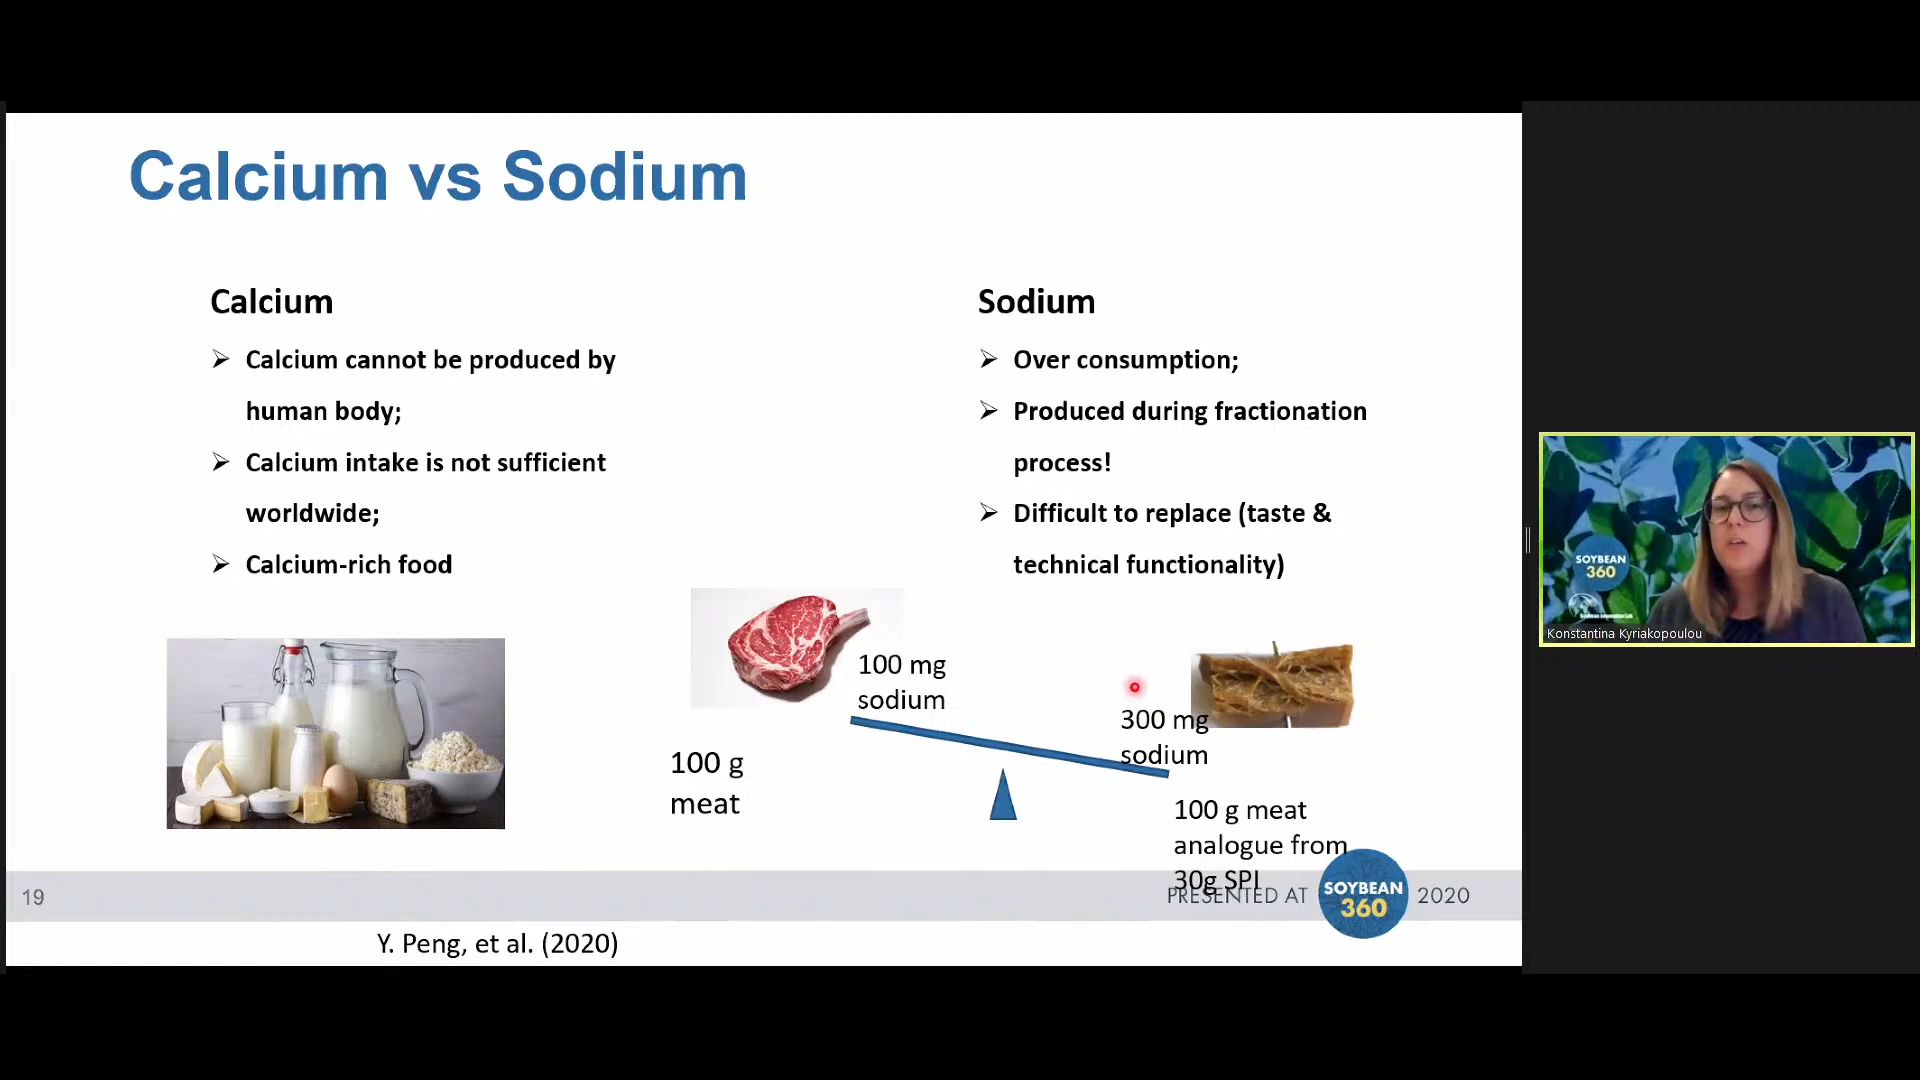 Calcium vs Sodium
Calcium
➢ Calcium cannot be produced by
human body;
➢ Calcium intake is not sufficient
worldwide;
➢ Calcium-rich food
Sodium
➢ Over consumption;
➢ Produced during fractionation
process!
➢ Difficult to replace (taste &
technical functionality)
100 mg
sodium
100 g
meat
300 mg
sodium
100 g meat
analogue from
30g SPI
19
PRESENTED AT
SOYBEAN
360
2020
Y. Peng, et al. (2020)
SOYBEAN
360
Konstantina Kyriakopoulou